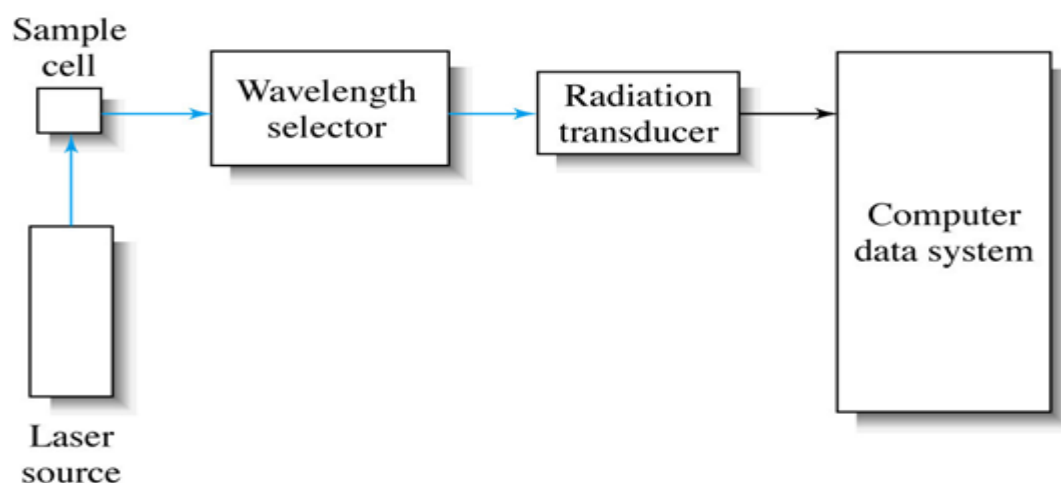 Sample
cell
Wavelength
selector
Radiation
transducer
Computer
data system
Laser
source